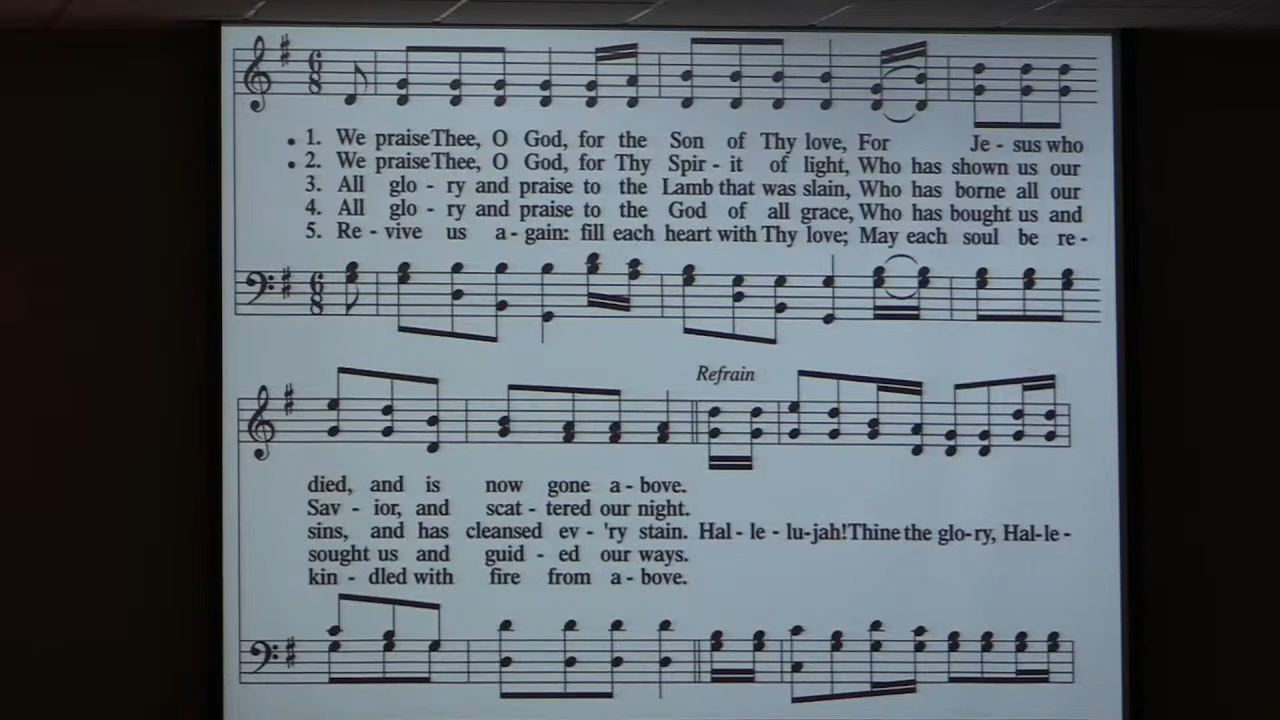 • 1. We praise Thee, O God, for the Son of Thy love, For Je - sus who
• 2. We praise Thee, O God, for Thy Spir - it of light, Who has shown us our
3. All glo - ry and praise to the Lamb that was slain, Who has borne all our
4. All glo - ry and praise to the God of all grace, Who has bought us and
5. Re - vive us a - gain: fill each heart with Thy love; May each soul be re -
Refrain
died, and is now gone a - bove.
Sav - ior, and scat - tered our night.
sins, and has cleansed ev - 'ry stain. Hal - le - lu-jah! Thine the glo-ry, Hal-le -
sought us and guid - ed our ways.
kin - dled with fire from a - bove.